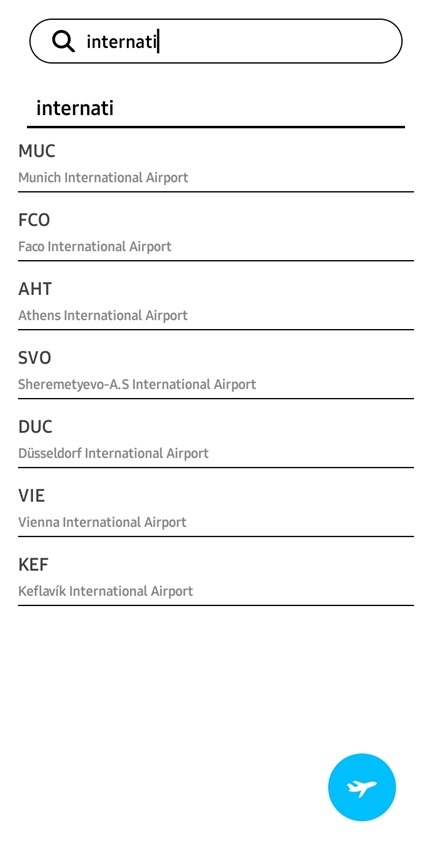 internati
internati
MUC
Munich International Airport
FCO
Faco International Airport
AHT
Athens International Airport
SVO
Sheremetyevo-A.S International Airport
DUC
Düsseldorf International Airport
VIE
Vienna International Airport
KEF
Keflavík International Airport